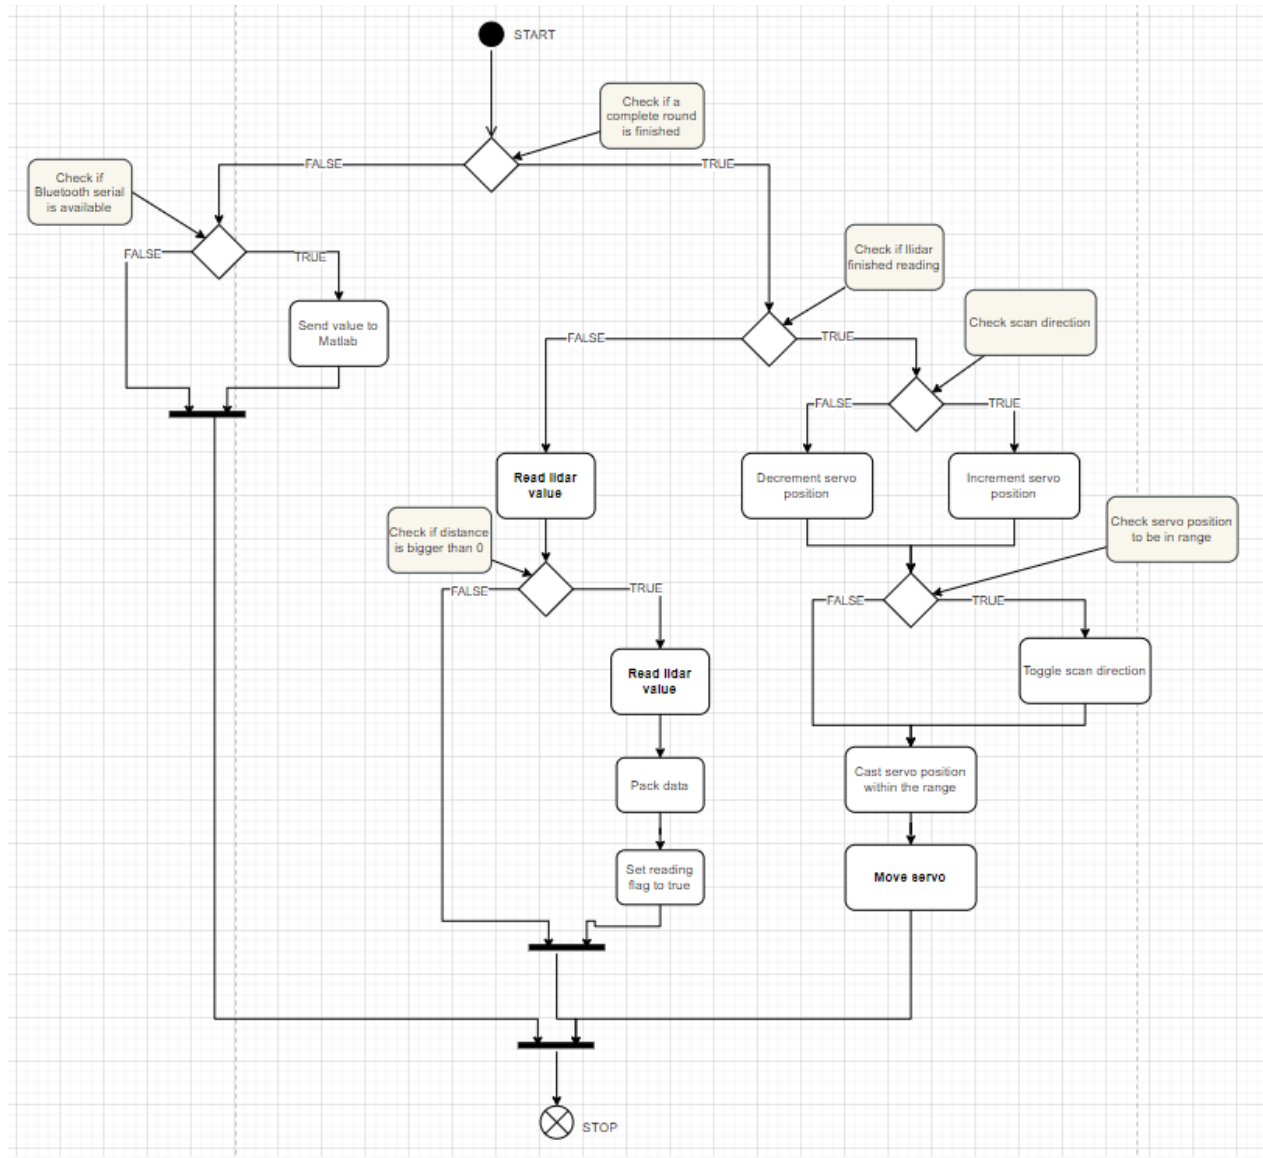 START
Check if a
complete round
is finished
FALSE
TRUE
Check if
Bluetooth serial
is available
FALSE
TRUE
Send value to
Matlab
Check if llidar
finished reading
FALSE
TRUE
Check scan direction
FALSE
TRUE
Read lidar
value
Decrement servo
position
Increment servo
position
Check if distance
is bigger than 0
Check servo position
to be in range
FALSE
TRUE
FALSE
TRUE
Read lidar
value
Toggle scan direction
Pack data
Cast servo position
within the range
Set reading
flag to true
Move servo
STOP